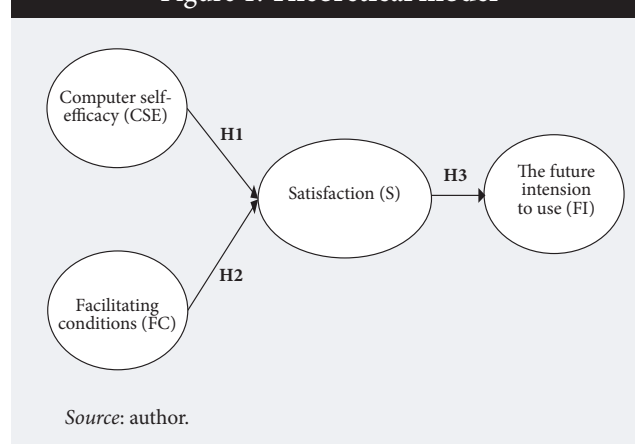 Figure 1. Theoretical model
Computer self-
efficacy (CSE)
H1
Satisfaction (S)
H3
The future
intension
to use (FI)
H2
Facilitating
conditions (FC)
Source: author.